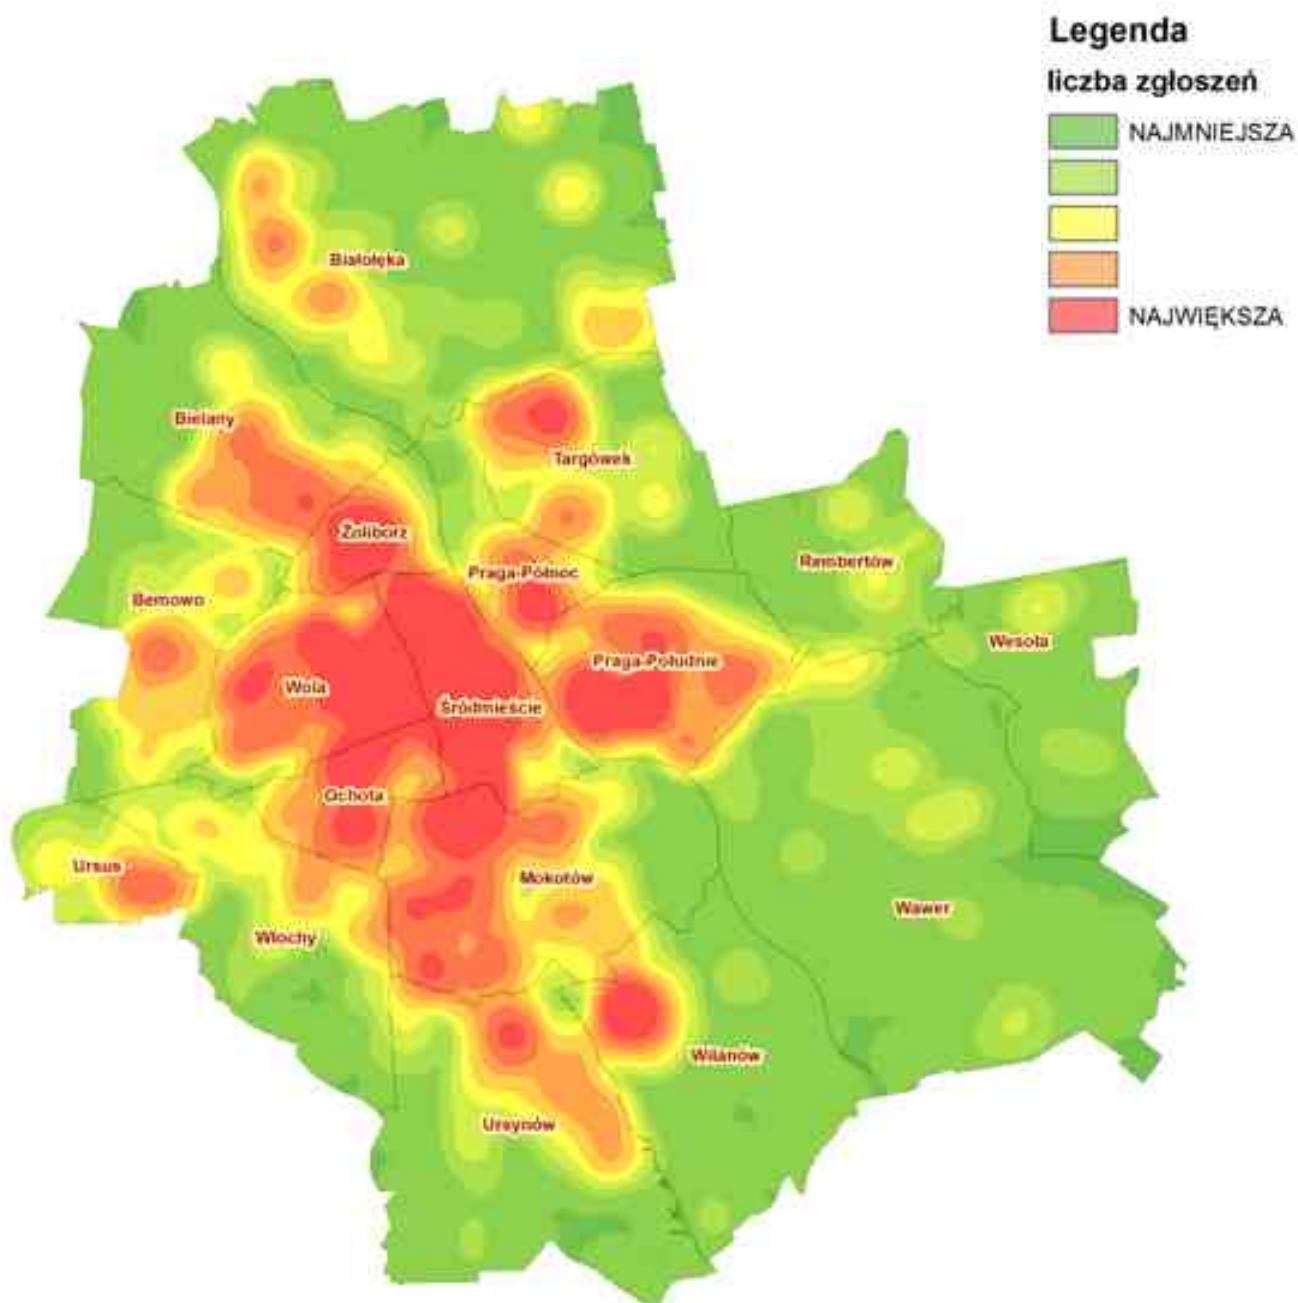 Legenda
liczba zgłoszeń
NAJMNIEJSZA
NAJWIĘKSZA
Białołęka
Bielany
Targówek
Żoliborz
Rembertów
Praga-Północ
Bemowo
Wesoła
Praga-Południe
Wola
Śródmieście
Ochota
Ursus
Mokotów
Wawer
Włochy
Wilanów
Ursynów